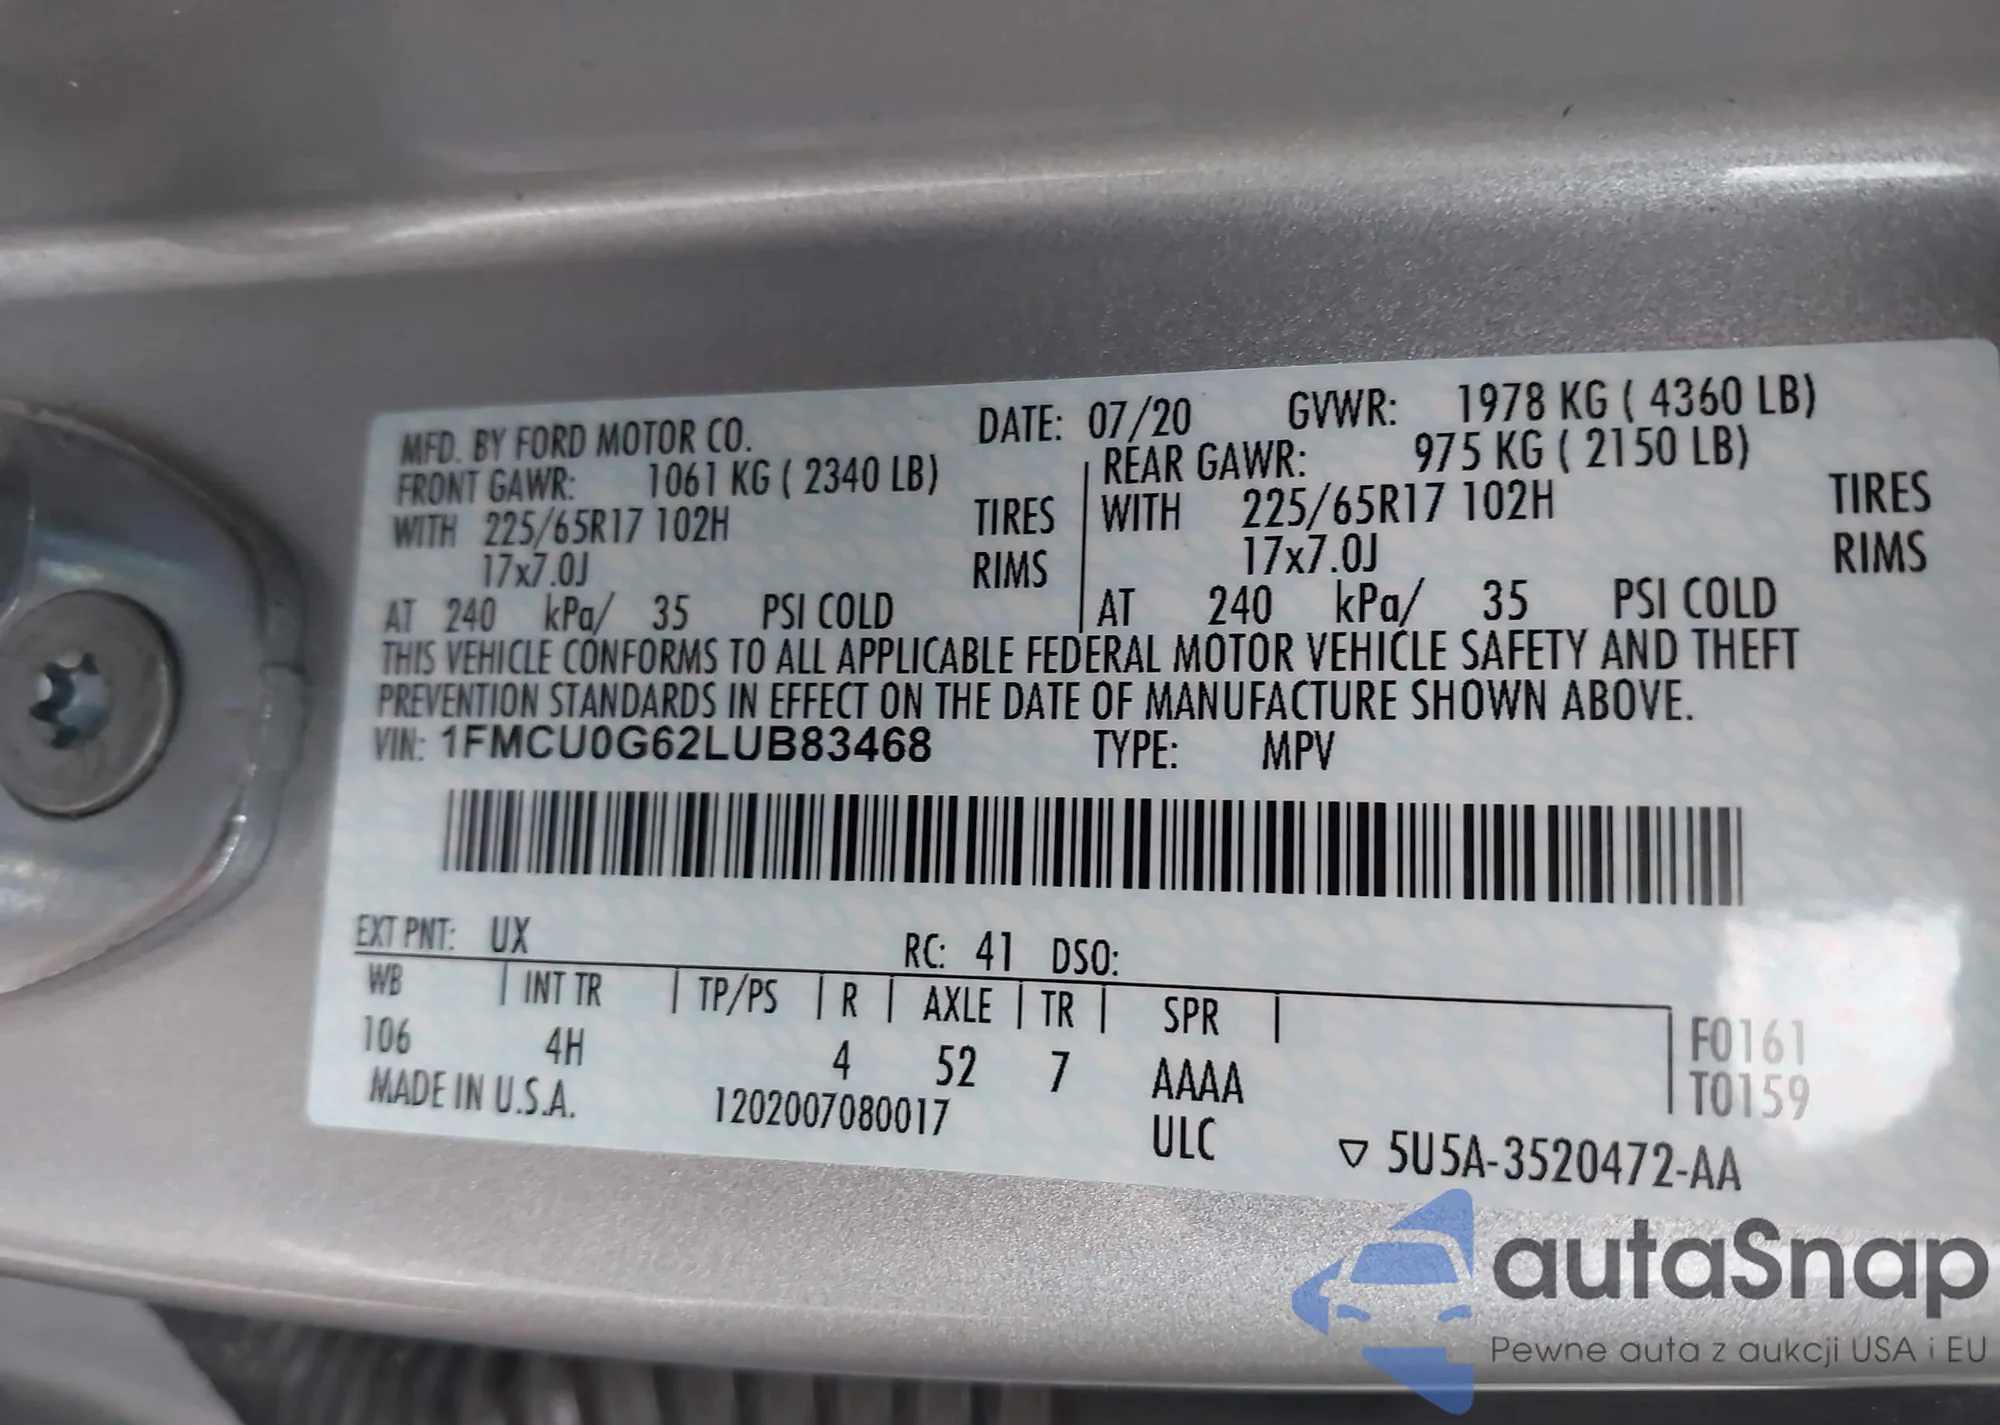 MFD. BY FORD MOTOR CO. DATE: 07/20 GVWR: 1978 KG ( 4360 LB)
FRONT GAWR: 1061 KG ( 2340 LB) REAR GAWR: 975 KG ( 2150 LB)
WITH 225/65R17 102H TIRES WITH 225/65R17 102H TIRES
17x7.0J RIMS 17x7.0J RIMS
AT 240 kPa/ 35 PSI COLD AT 240 kPa/ 35 PSI COLD
THIS VEHICLE CONFORMS TO ALL APPLICABLE FEDERAL MOTOR VEHICLE SAFETY AND THEFT
PREVENTION STANDARDS IN EFFECT ON THE DATE OF MANUFACTURE SHOWN ABOVE.
VIN: 1FMCU0G62LUB83468 TYPE: MPV
EXT PNT: UX RC: 41 DSO:
WB INT TR TP/PS R AXLE TR SPR F0161
106 4H 4 52 7 AAAA T0159
MADE IN U.S.A. 1202007080017 ULC ▽ 5U5A-3520472-AA
autaSnap
Pewne auta z aukcji USA i EU